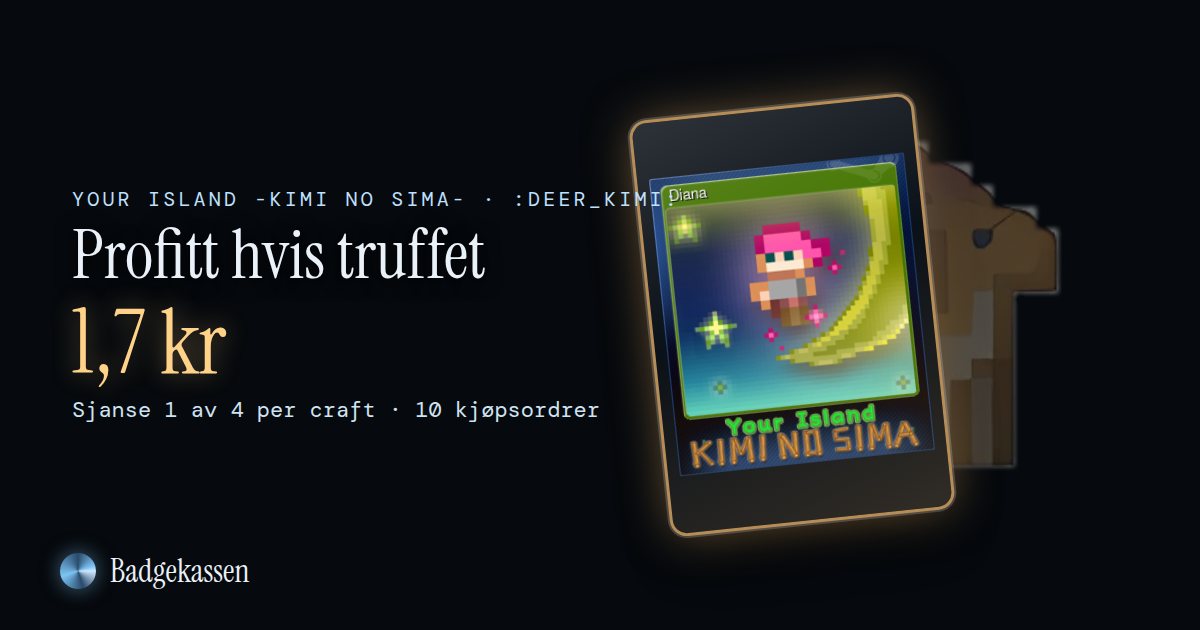 YOUR ISLAND -KIMI NO SIMA- · :DEER_KIMI:
Profitt hvis truffet
1,7 kr
Sjanse 1 av 4 per craft · 10 kjøpsordrer
Diana
Your Island
KIMI NO SIMA
Badgekassen